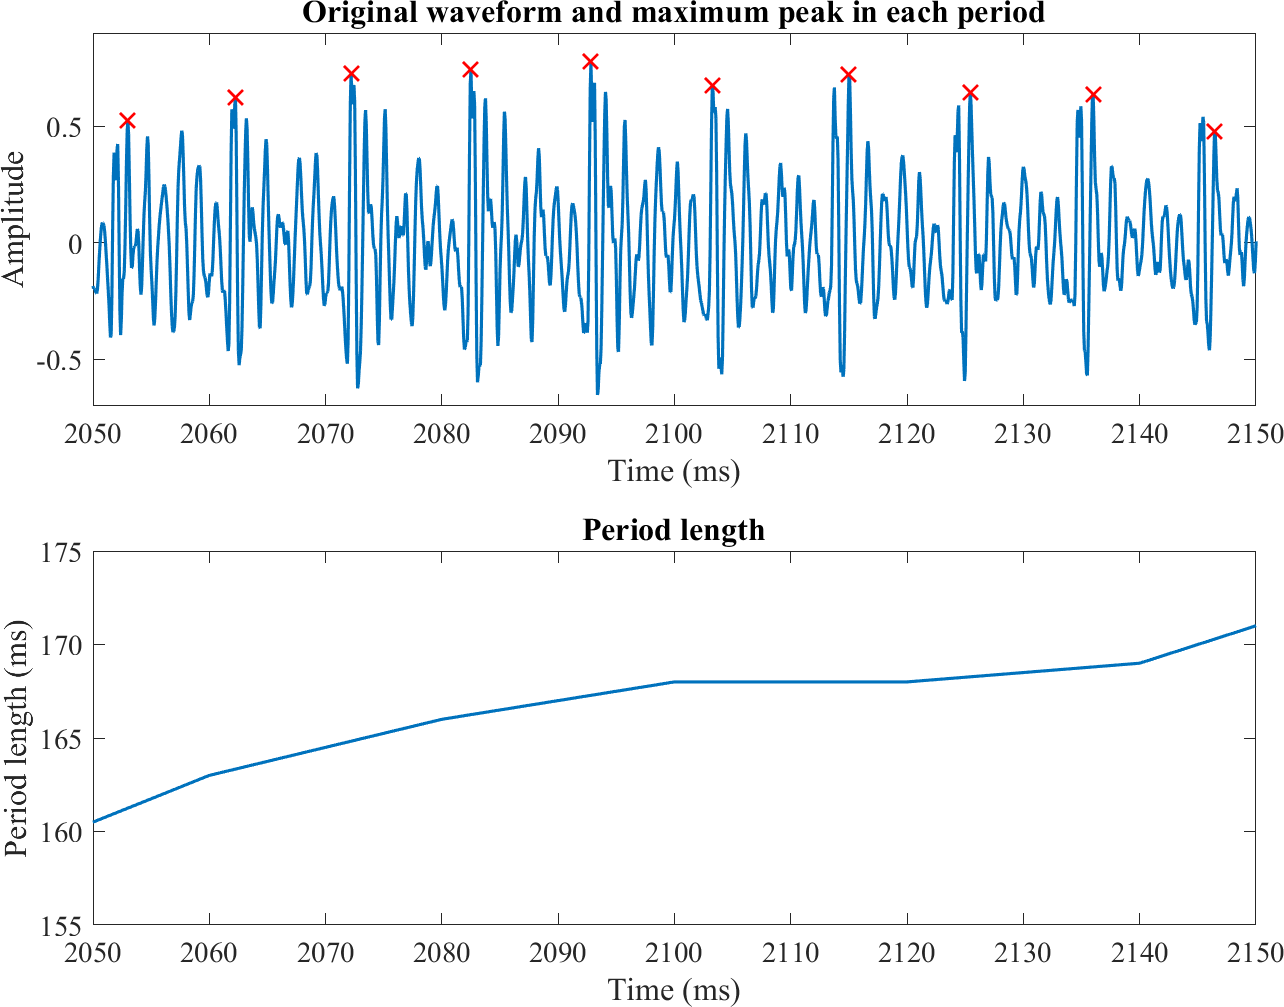 Original waveform and maximum peak in each period
Amplitude
0.5
0
-0.5
2050 2060 2070 2080 2090 2100 2110 2120 2130 2140 2150
Time (ms)
Period length
Period length (ms)
175
170
165
160
155
2050 2060 2070 2080 2090 2100 2110 2120 2130 2140 2150
Time (ms)